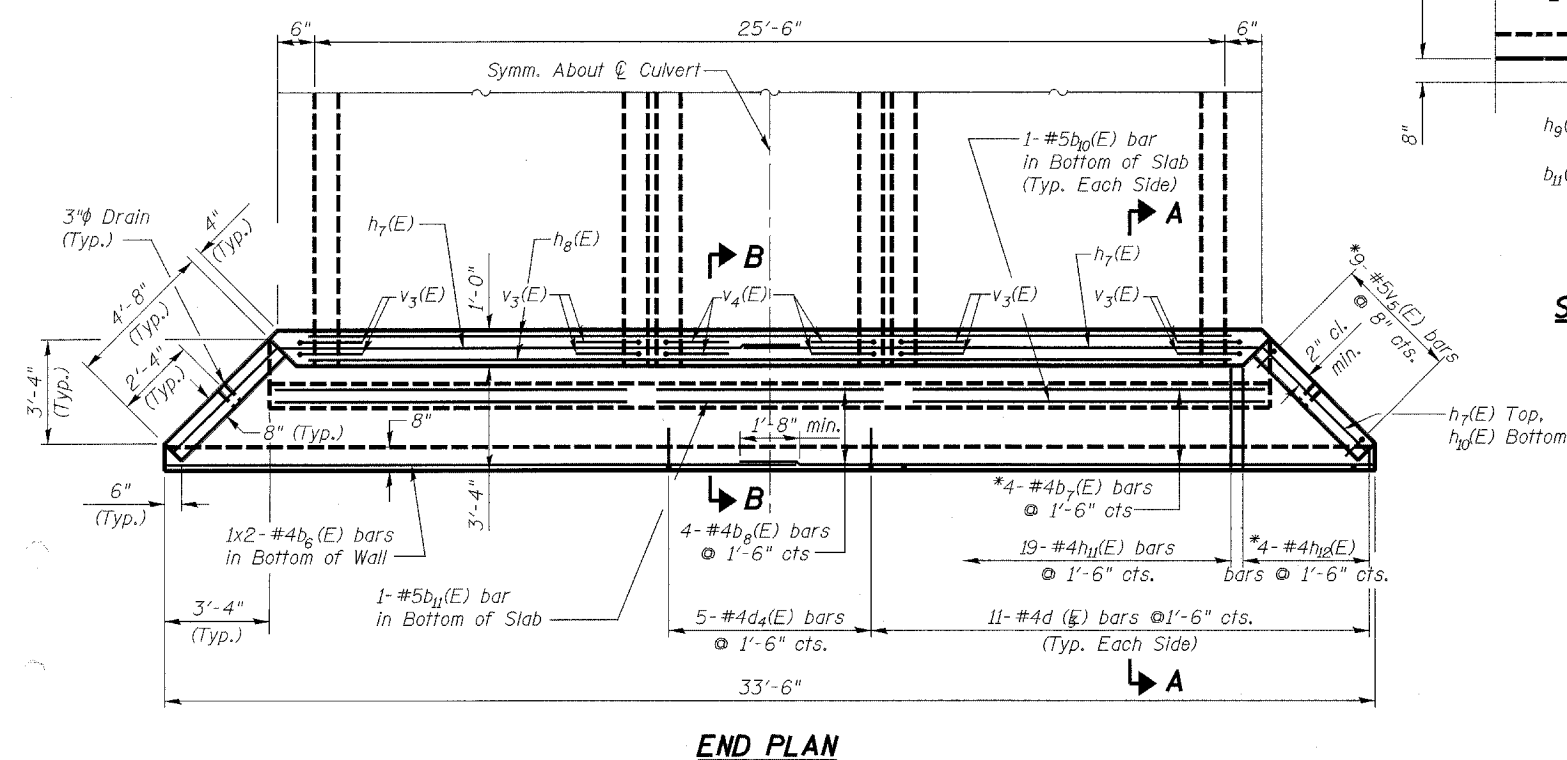 6"
25'-6"
6"
Symm. About ℄ Culvert
8"
h9(
b11(
S
1- #5b10(E) bar
in Bottom of Slab
(Typ. Each Side)
A
3"ϕ Drain
(Typ.)
4"
(Typ.)
h7(E)
h8(E)
B
h7(E)
4'-8"
(Typ.)
v3(E)
v3(E)
1'-0"
v4(E)
v3(E)
v3(E)
*9- #5v5(E) bars
@ 8" cts.
2" cl.
min.
2'-4"
(Typ.)
3'-4"
(Typ.)
8" (Typ.)
8"
1'-8" min.
h7(E) Top,
h10(E) Bottom
6"
(Typ.)
3'-4"
B
*4- #4b7(E) bars
@ 1'-6" cts
1x2- #4b6(E) bars
in Bottom of Wall
4- #4b8(E) bars
@ 1'-6" cts
19- #4h11(E) bars
@ 1'-6" cts.
*4- #4h12(E)
bars @ 1'-6" cts.
3'-4"
(Typ.)
1- #5b11(E) bar
in Bottom of Slab
5- #4d4(E) bars
@ 1'-6" cts.
11- #4d (E) bars @1'-6" cts.
(Typ. Each Side)
A
33'-6"
END PLAN